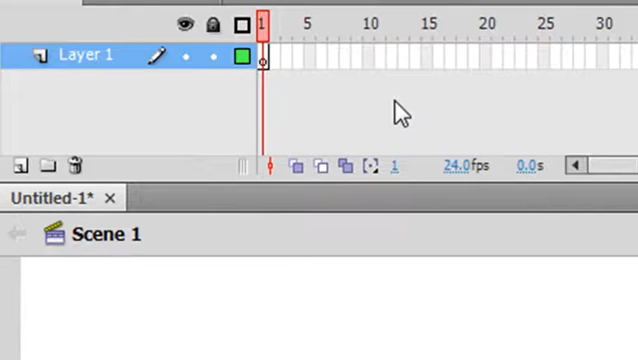 1 5 10 15 20 25 30
Layer 1
1 24.0fps 0.0s
Untitled-1* ×
Scene 1